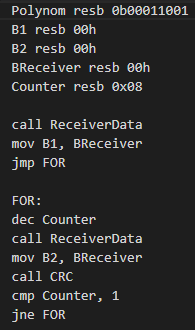 Polynom resb 0b00011001
B1 resb 00h
B2 resb 00h
BReceiver resb 00h
Counter resb 0x08
call ReceiverData
mov B1, BReceiver
jmp FOR
FOR:
dec Counter
call ReceiverData
mov B2, BReceiver
call CRC
cmp Counter, 1
jne FOR